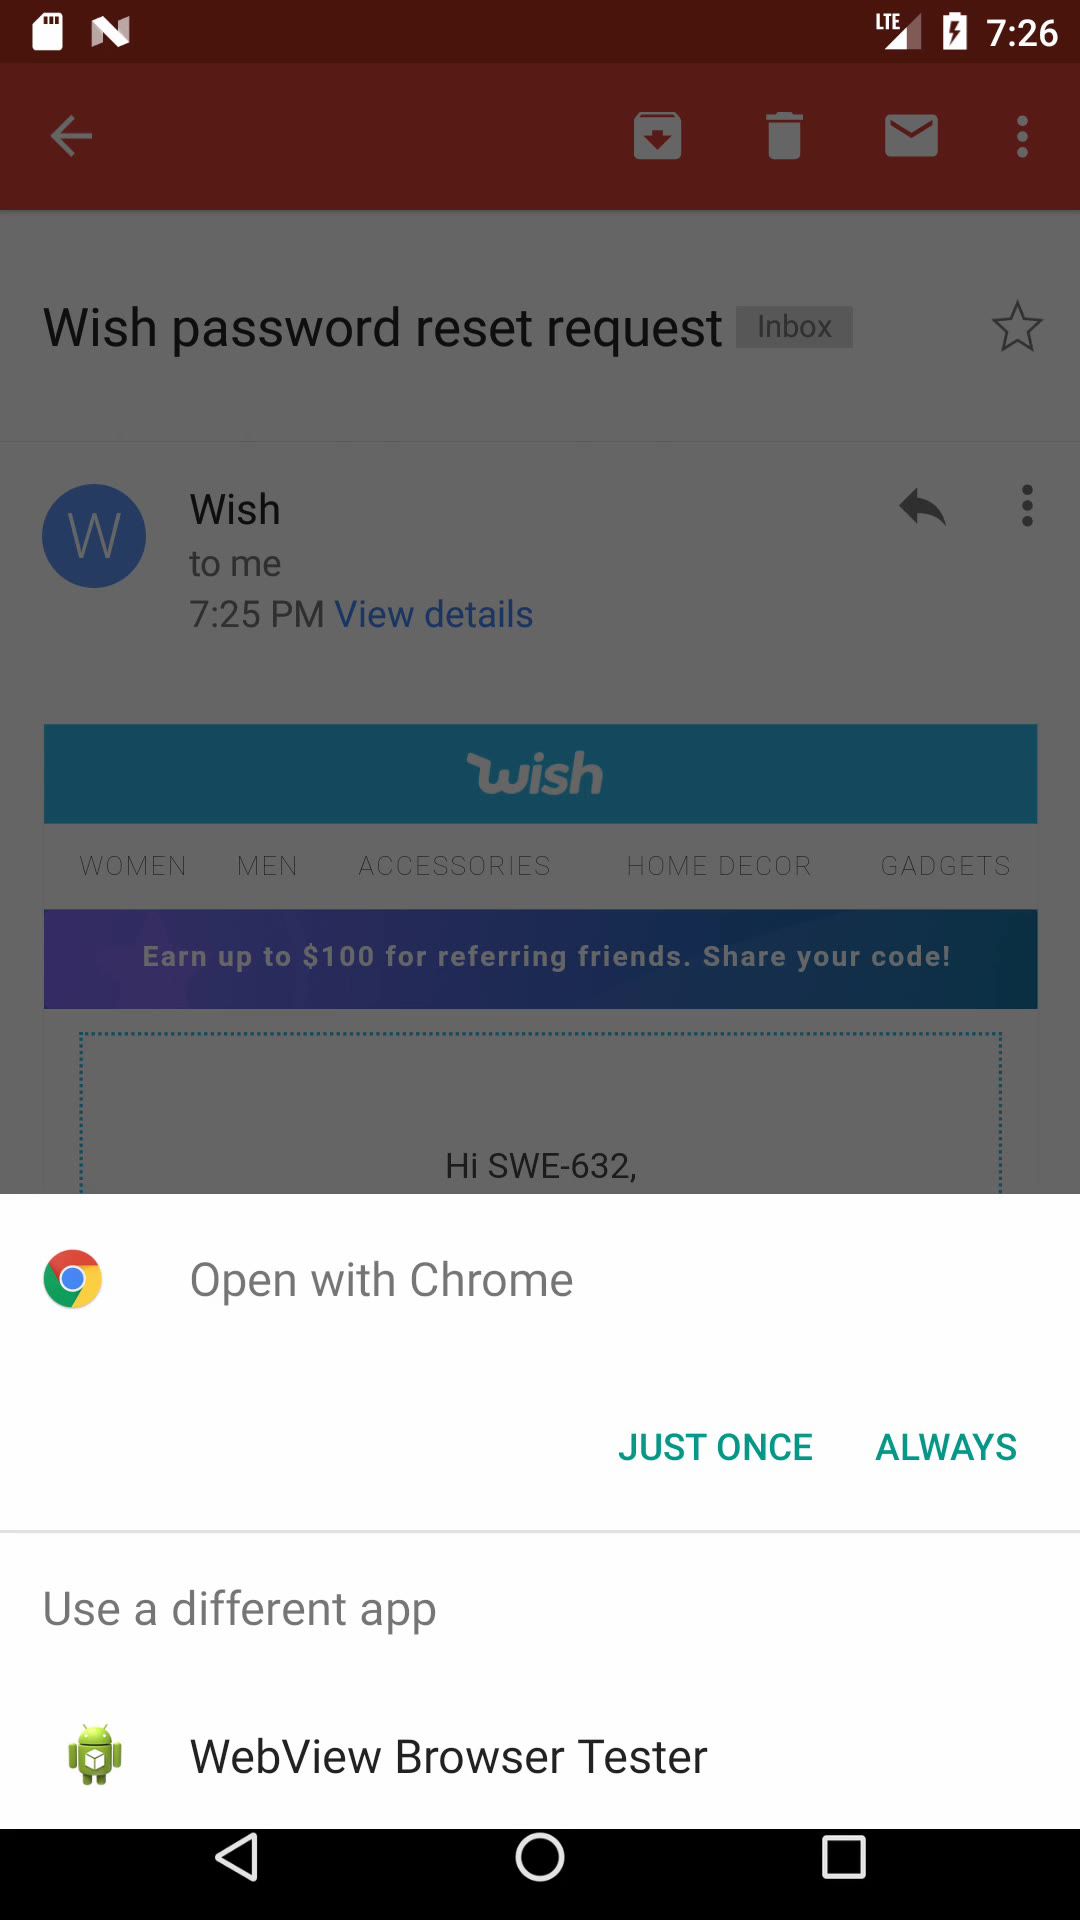 LTE 7:26
Wish password reset request Inbox
W
Wish
to me
7:25 PM View details
wish
WOMEN MEN ACCESSORIES HOME DECOR GADGETS
Earn up to $100 for referring friends. Share your code!
Hi SWE-632,
Open with Chrome
JUST ONCE ALWAYS
Use a different app
WebView Browser Tester